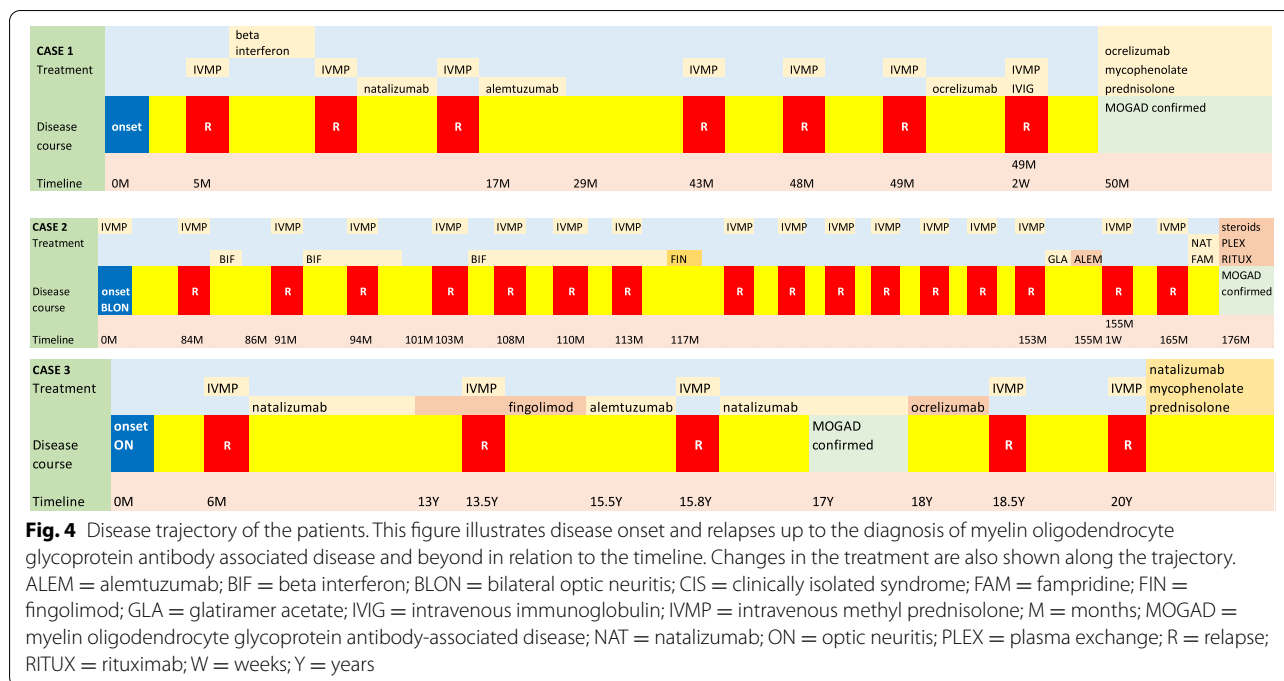 beta
CASE 1 interferon ocrelizumab
Treatment IVMP IVMP IVMP IVMP IVMP IVMP IVMP mycophenolate
natalizumab alemtuzumab ocrelizumab IVIG prednisolone
MOGAD confirmed
Disease onset R R R R R R R
course
49M
Timeline 0M 5M 17M 29M 43M 48M 49M 2W 50M
CASE 2 IVMP IVMP IVMP IVMP IVMP IVMP IVMP IVMP IVMP IVMP IVMP IVMP IVMP IVMP IVMP IVMP IVMP steroids
Treatment NAT PLEX
BIF BIF BIF FIN GLA ALEM FAM RITUX
MOGAD
Disease onset R R R R R R R R R R R R R R R R confirmed
course BLON
155M
Timeline 0M 84M 86M 91M 94M 101M 103M 108M 110M 113M 117M 153M 155M 1W 165M 176M
CASE 3 natalizumab
Treatment IVMP IVMP IVMP IVMP IVMP mycophenolate
natalizumab fingolimod alemtuzumab natalizumab ocrelizumab prednisolone
onset MOGAD
Disease ON R R R confirmed R R
course
Timeline 0M 6M 13Y 13.5Y 15.5Y 15.8Y 17Y 18Y 18.5Y 20Y
Fig. 4 Disease trajectory of the patients. This figure illustrates disease onset and relapses up to the diagnosis of myelin oligodendrocyte
glycoprotein antibody associated disease and beyond in relation to the timeline. Changes in the treatment are also shown along the trajectory.
ALEM = alemtuzumab; BIF = beta interferon; BLON = bilateral optic neuritis; CIS = clinically isolated syndrome; FAM = fampridine; FIN =
fingolimod; GLA = glatiramer acetate; IVIG = intravenous immunoglobulin; IVMP = intravenous methyl prednisolone; M = months; MOGAD =
myelin oligodendrocyte glycoprotein antibody-associated disease; NAT = natalizumab; ON = optic neuritis; PLEX = plasma exchange; R = relapse;
RITUX = rituximab; W = weeks; Y = years